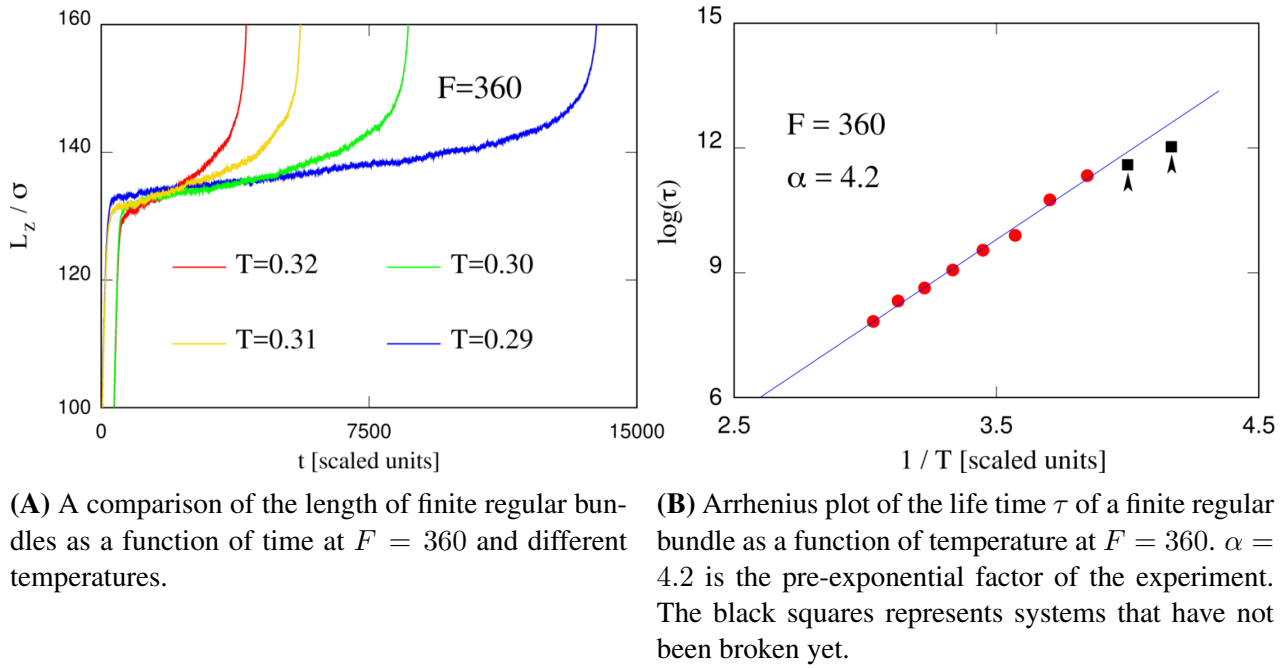 160
140
120
100
L_z / σ
F=360
T=0.32
T=0.30
T=0.31
T=0.29
0
7500
15000
t [scaled units]
15
12
9
6
log(τ)
F = 360
α = 4.2
2.5
3.5
4.5
1 / T [scaled units]
(A) A comparison of the length of finite regular bun-
dles as a function of time at F = 360 and different
temperatures.
(B) Arrhenius plot of the life time τ of a finite regular
bundle as a function of temperature at F = 360. α =
4.2 is the pre-exponential factor of the experiment.
The black squares represents systems that have not
been broken yet.